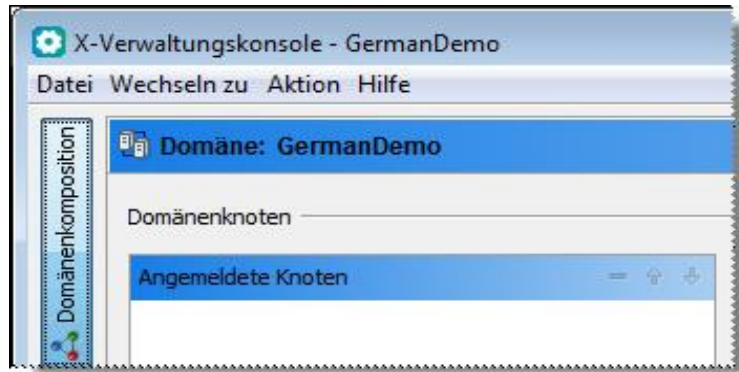 X-Verwaltungskonsole - GermanDemo
Datei Wechseln zu Aktion Hilfe
Domänenkomposition
Domäne: GermanDemo
Domänenknoten
Angemeldete Knoten